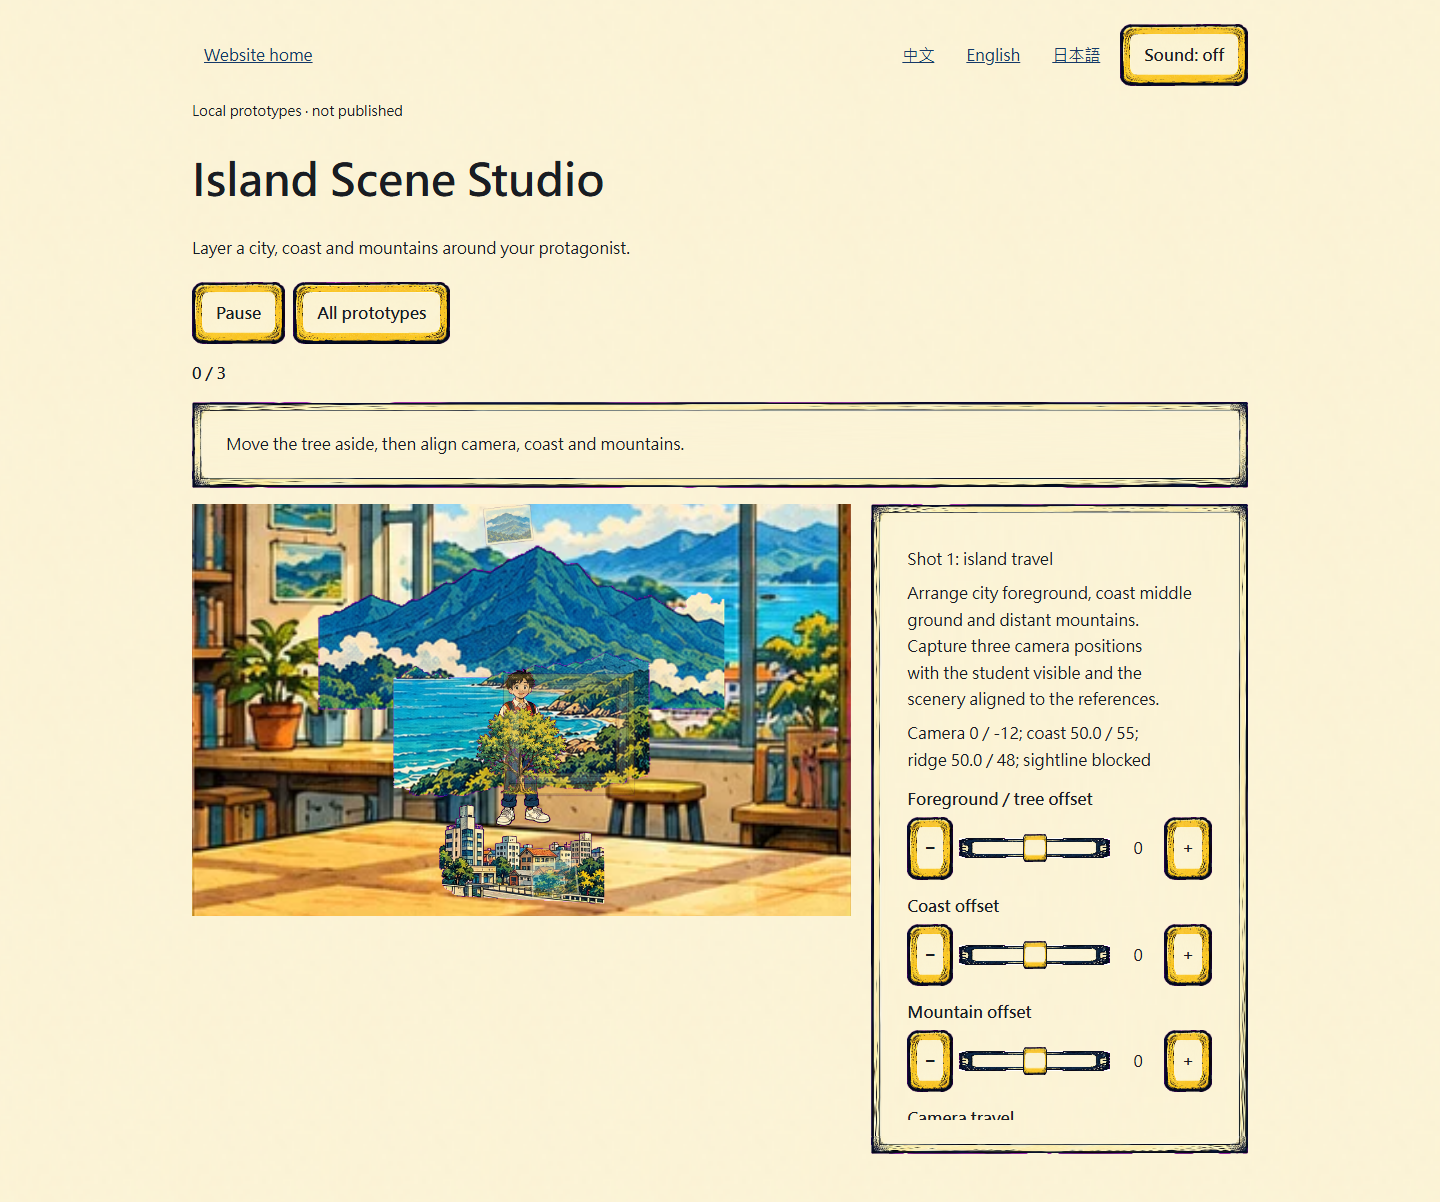 Website home
中文
English
日本語
Sound: off
Local prototypes · not published
Island Scene Studio
Layer a city, coast and mountains around your protagonist.
Pause
All prototypes
0 / 3
Move the tree aside, then align camera, coast and mountains.
Shot 1: island travel
Arrange city foreground, coast middle
ground and distant mountains.
Capture three camera positions
with the student visible and the
scenery aligned to the references.
Camera 0 / -12; coast 50.0 / 55;
ridge 50.0 / 48; sightline blocked
Foreground / tree offset
− 0 +
Coast offset
− 0 +
Mountain offset
− 0 +
Camera travel